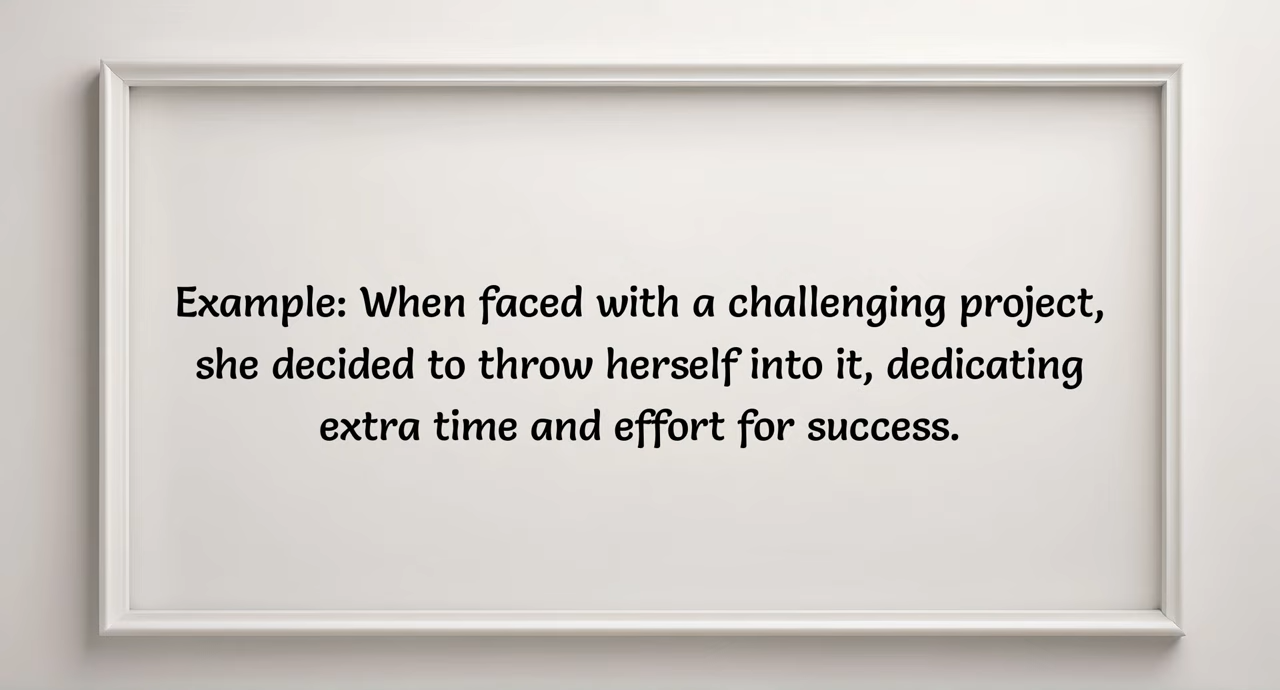 Example: When faced with a challenging project,
she decided to throw herself into it, dedicating
extra time and effort for success.